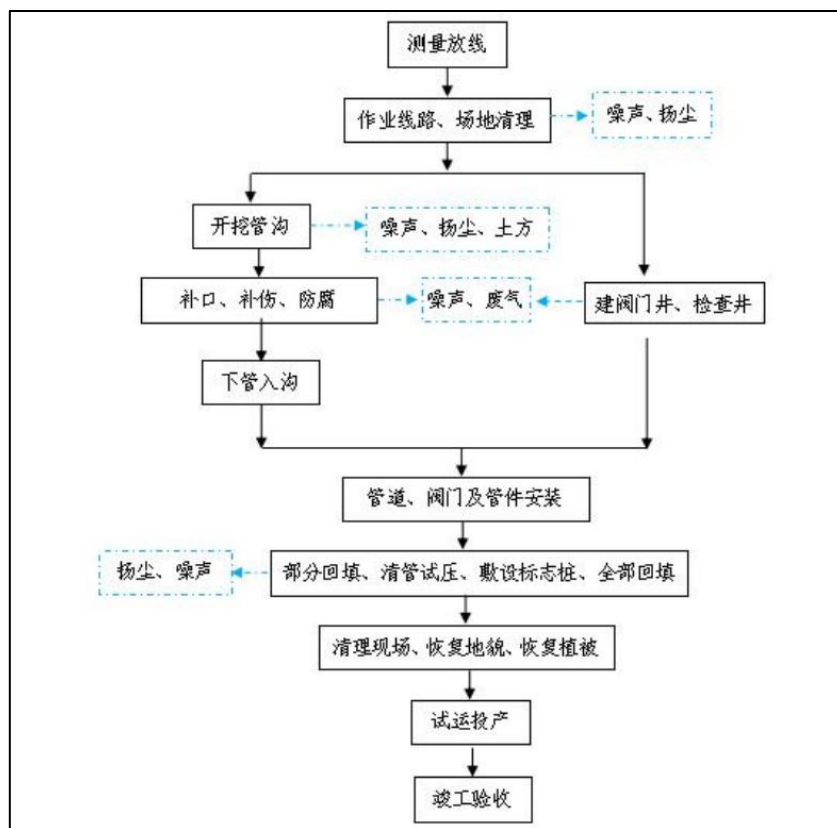 测量放线
作业线路、场地清理
噪声、扬尘
开挖管沟
噪声、扬尘、土方
补口、补伤、防腐
噪声、废气
建阀门井、检查井
下管入沟
管道、阀门及管件安装
扬尘、噪声
部分回填、清管试压、敷设标志桩、全部回填
清理现场、恢复地貌、恢复植被
试运投产
竣工验收